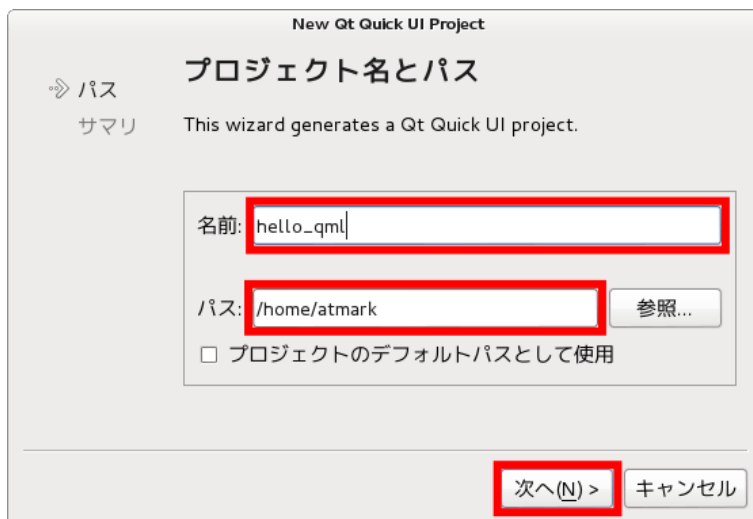 New Qt Quick UI Project
プロジェクト名とパス
パス
サマリ
This wizard generates a Qt Quick UI project.
名前: hello_qml
パス: /home/atmark 参照...
プロジェクトのデフォルトパスとして使用
次へ(N) > キャンセル